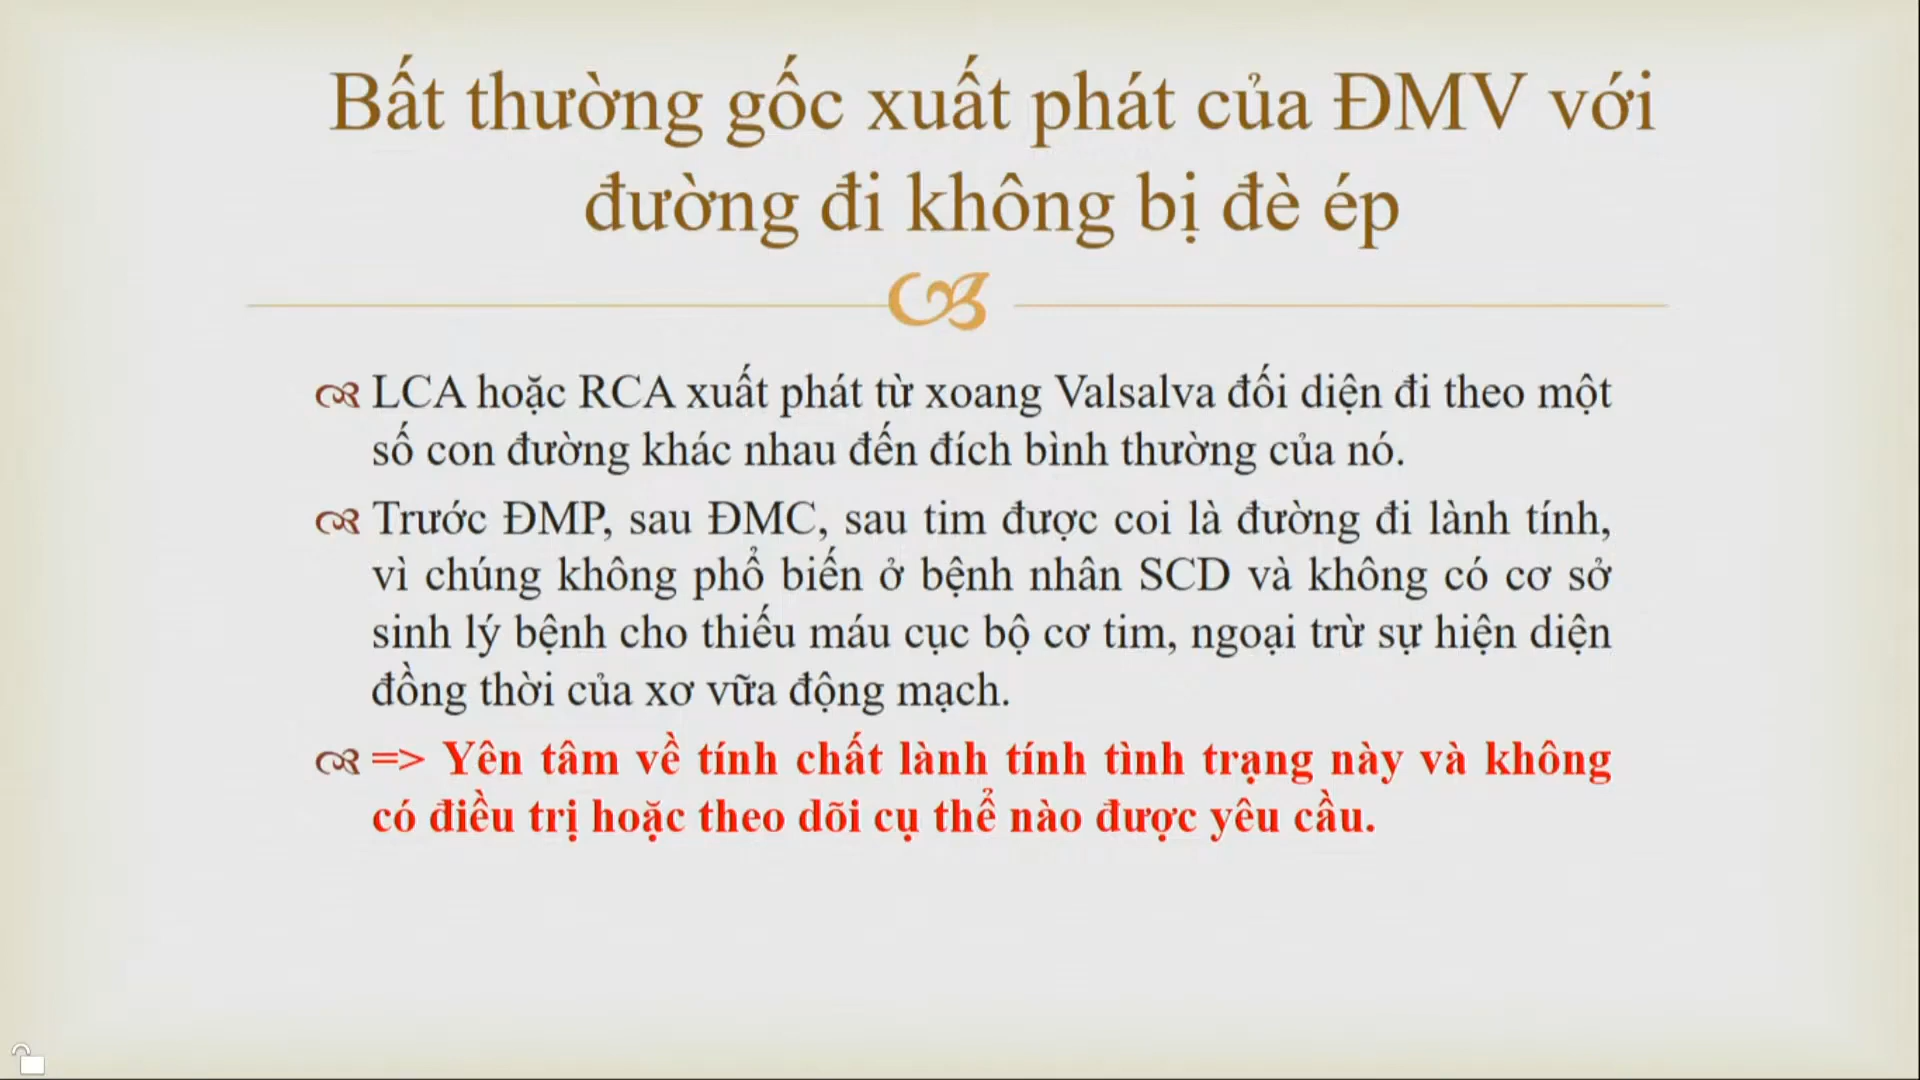 Bất thường gốc xuất phát của ĐMV với
đường đi không bị đè ép
LCA hoặc RCA xuất phát từ xoang Valsalva đối diện đi theo một
số con đường khác nhau đến đích bình thường của nó.
Trước ĐMP, sau ĐMC, sau tim được coi là đường đi lành tính,
vì chúng không phổ biến ở bệnh nhân SCD và không có cơ sở
sinh lý bệnh cho thiếu máu cục bộ cơ tim, ngoại trừ sự hiện diện
đồng thời của xơ vữa động mạch.
=> Yên tâm về tính chất lành tính tình trạng này và không
có điều trị hoặc theo dõi cụ thể nào được yêu cầu.